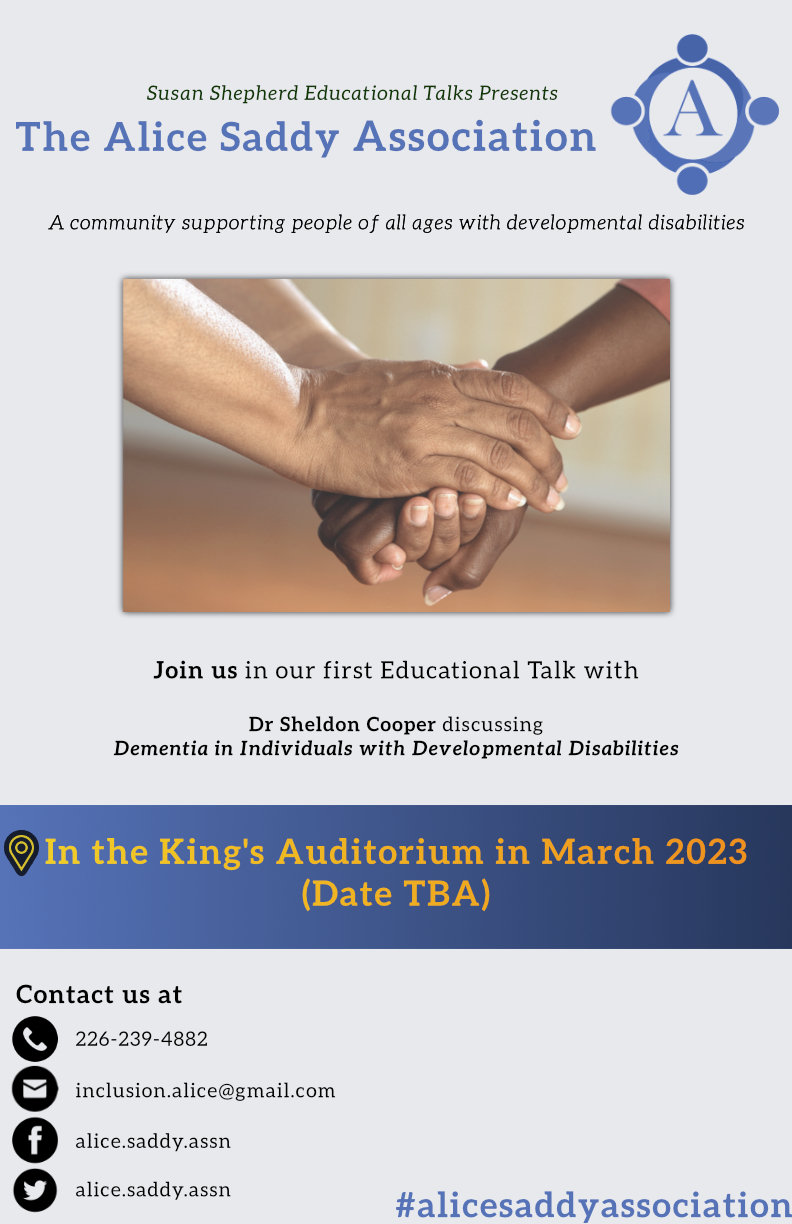 Susan Shepherd Educational Talks Presents
The Alice Saddy Association
A
A community supporting people of all ages with developmental disabilities
Join us in our first Educational Talk with
Dr Sheldon Cooper discussing
Dementia in Individuals with Developmental Disabilities
In the King's Auditorium in March 2023
(Date TBA)
Contact us at
226-239-4882
inclusion.alice@gmail.com
alice.saddy.assn
alice.saddy.assn
#alicesaddyassociation